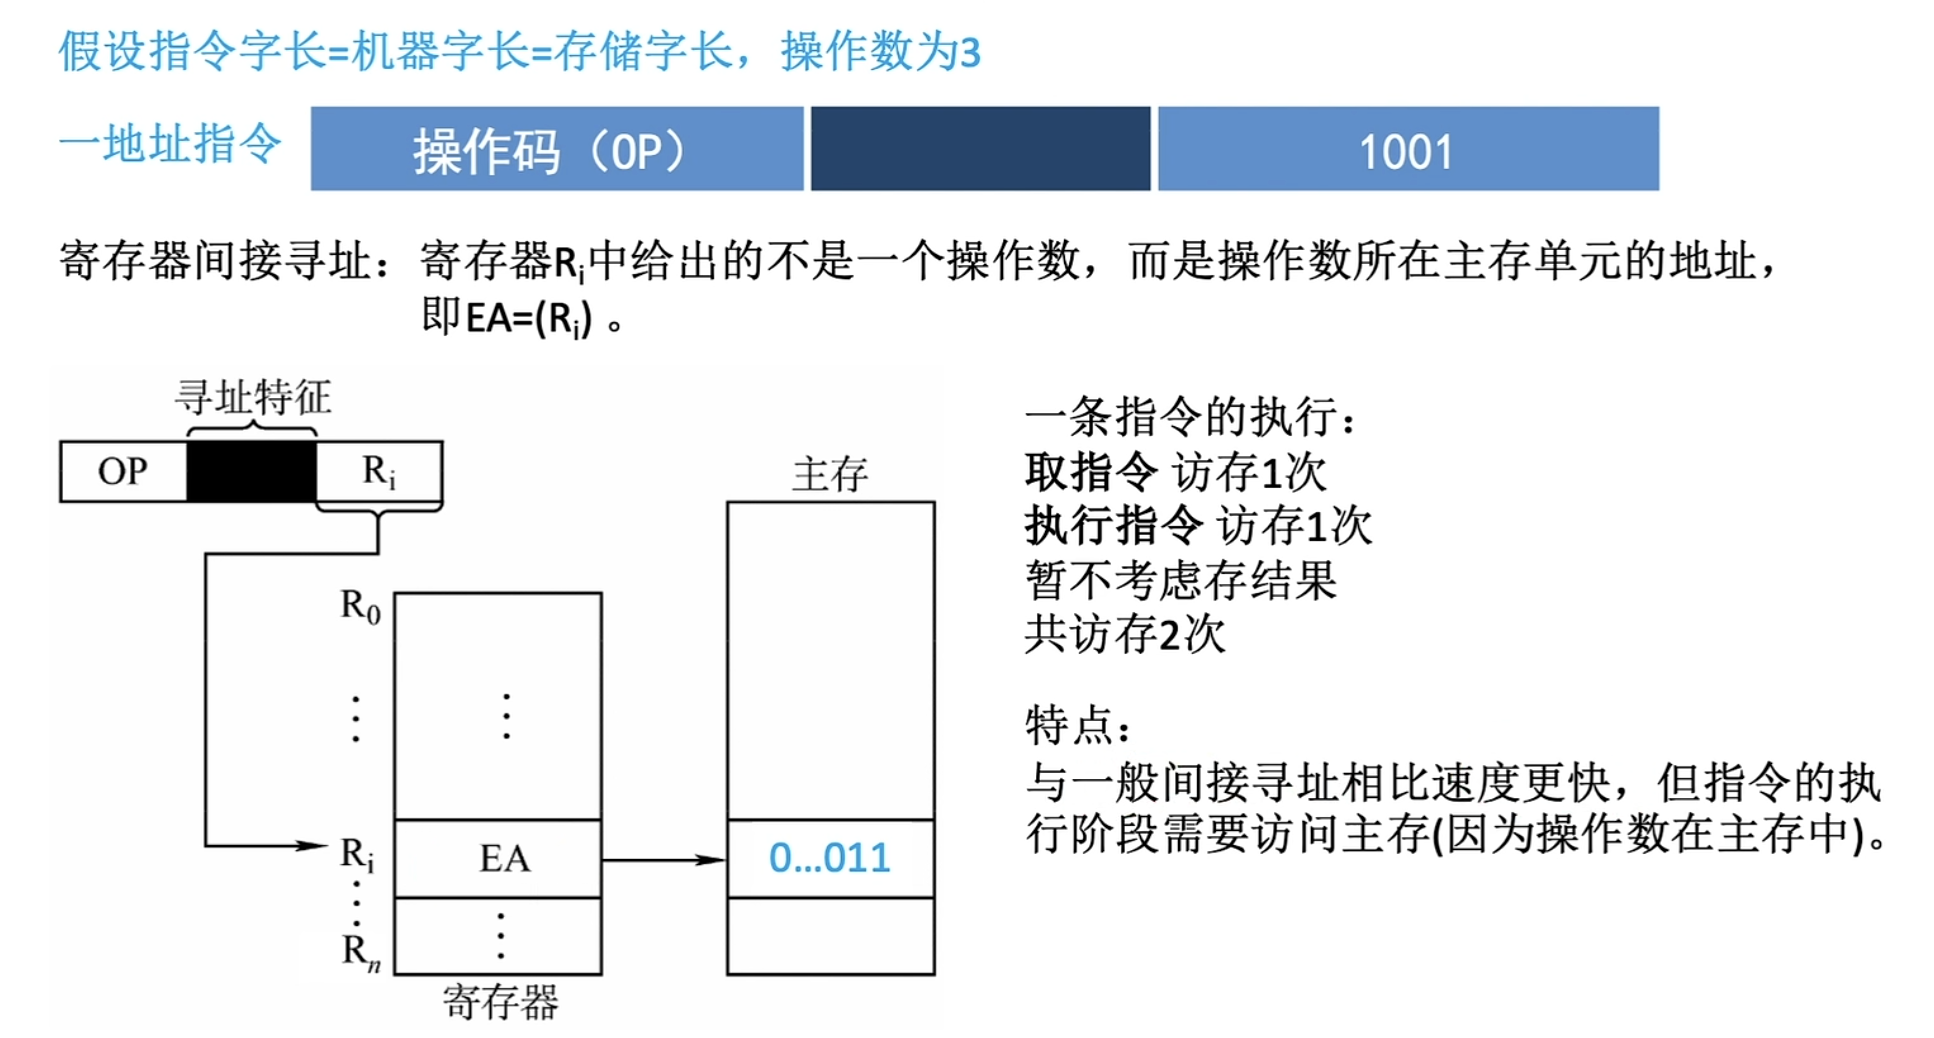 假设指令字长=机器字长=存储字长，操作数为3
一地址指令
操作码（OP）
1001
寄存器间接寻址：寄存器Ri中给出的不是一个操作数，而是操作数所在主存单元的地址，
即EA=(Ri) 。
寻址特征
OP
Ri
主存
R0
⋮
⋮
Ri
EA
0...011
⋮
⋮
Rn
寄存器
一条指令的执行：
取指令 访存1次
执行指令 访存1次
暂不考虑存结果
共访存2次
特点：
与一般间接寻址相比速度更快，但指令的执
行阶段需要访问主存(因为操作数在主存中)。